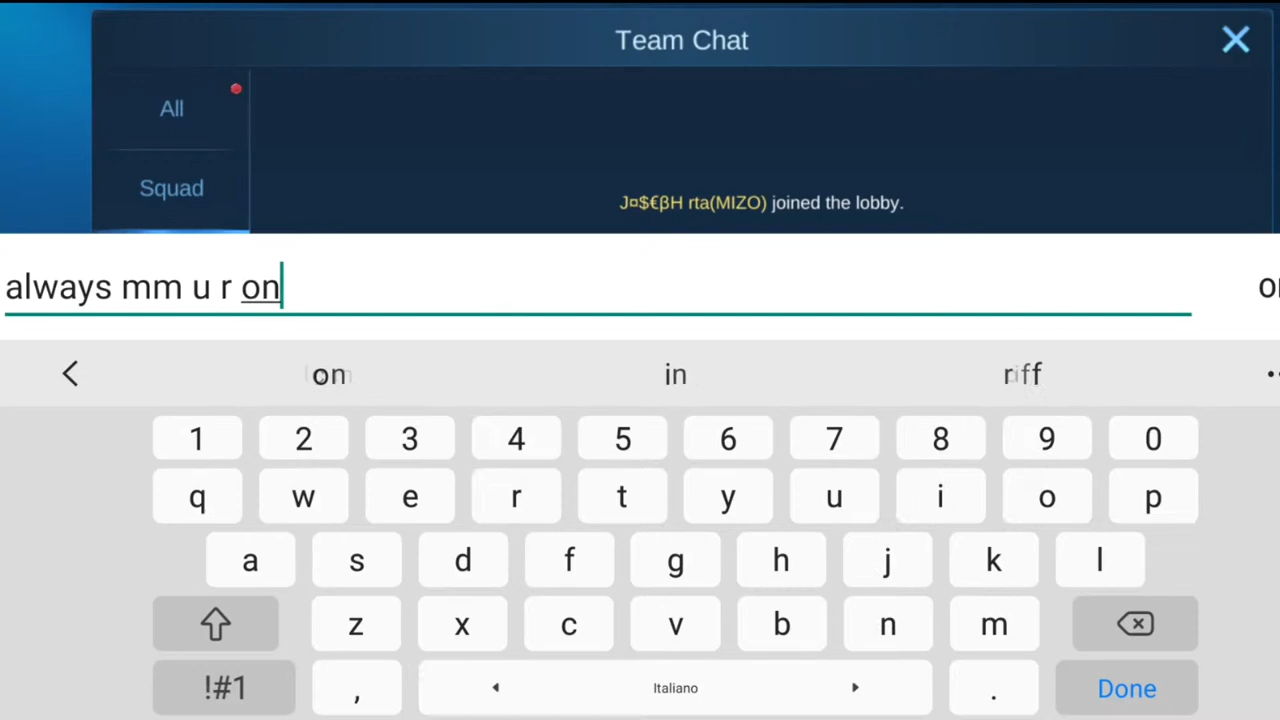 Team Chat
All
Squad
J¤$€βH rta(MIZO) joined the lobby.
always mm u r on
on in riff
1 2 3 4 5 6 7 8 9 0
q w e r t y u i o p
a s d f g h j k l
z x c v b n m
!#1 , Italiano . Done